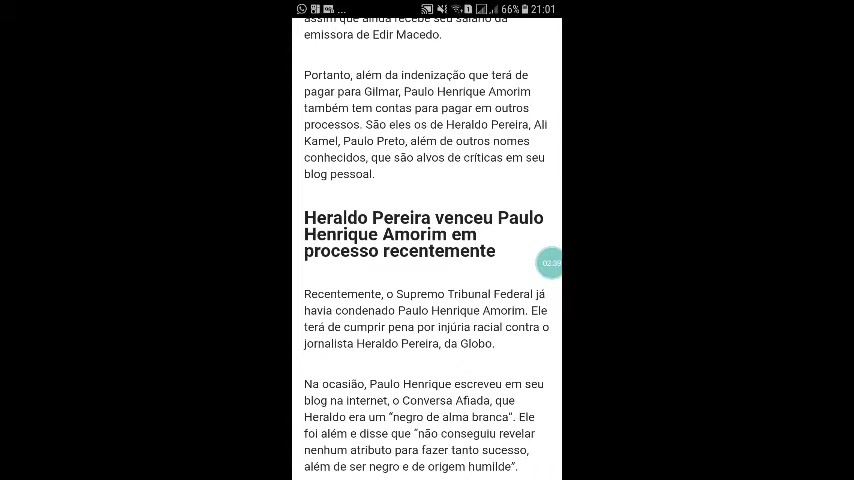 66% 21:01
assim que ainda recebe seu salário da
emissora de Edir Macedo.
Portanto, além da indenização que terá de
pagar para Gilmar, Paulo Henrique Amorim
também tem contas para pagar em outros
processos. São eles os de Heraldo Pereira, Ali
Kamel, Paulo Preto, além de outros nomes
conhecidos, que são alvos de críticas em seu
blog pessoal.
Heraldo Pereira venceu Paulo
Henrique Amorim em
processo recentemente
02:39
Recentemente, o Supremo Tribunal Federal já
havia condenado Paulo Henrique Amorim. Ele
terá de cumprir pena por injúria racial contra o
jornalista Heraldo Pereira, da Globo.
Na ocasião, Paulo Henrique escreveu em seu
blog na internet, o Conversa Afiada, que
Heraldo era um “negro de alma branca”. Ele
foi além e disse que “não conseguiu revelar
nenhum atributo para fazer tanto sucesso,
além de ser negro e de origem humilde”.